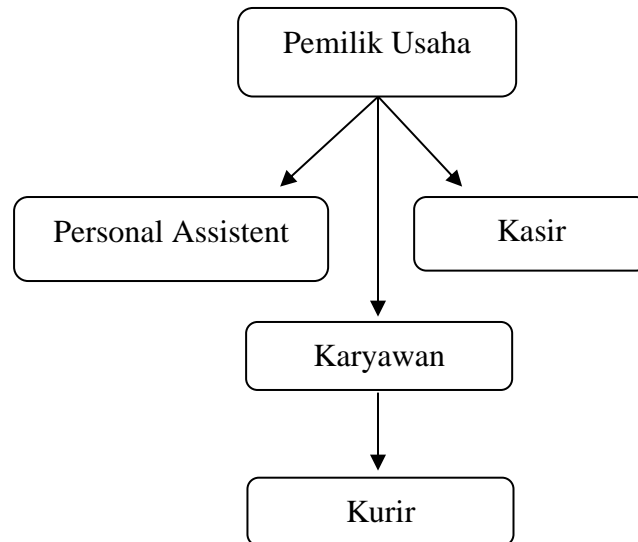 Pemilik Usaha
Personal Assistent
Kasir
Karyawan
Kurir